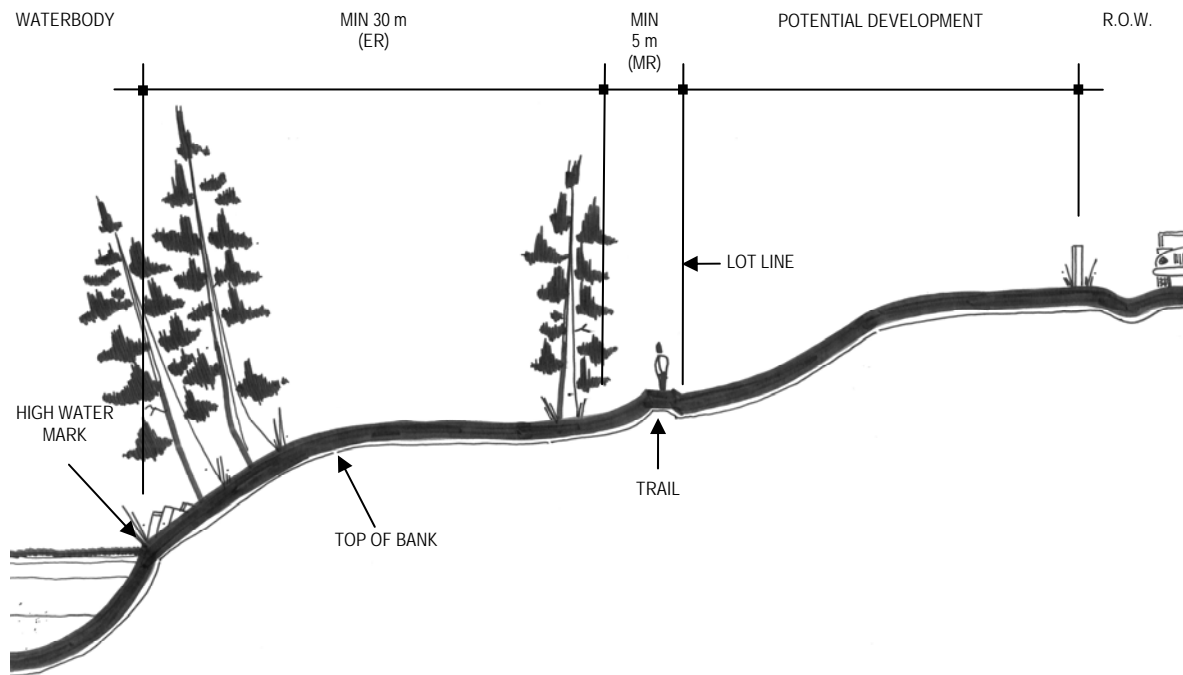 WATERBODY
MIN 30 m
(ER)
MIN
5 m
(MR)
POTENTIAL DEVELOPMENT
R.O.W.
LOT LINE
HIGH WATER
MARK
TRAIL
TOP OF BANK